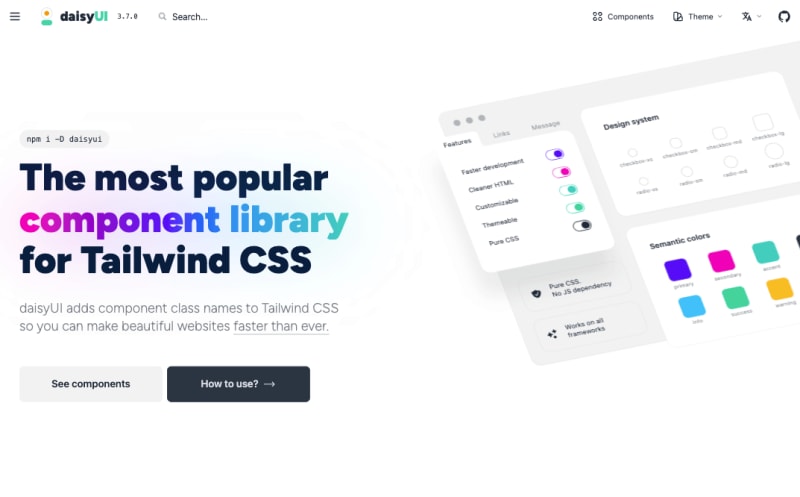 daisyUI 3.7.0 Search... Components Theme
npm i -D daisyui
The most popular
component library
for Tailwind CSS
daisyUI adds component class names to Tailwind CSS
so you can make beautiful websites faster than ever.
See components
How to use? →
Features Links Message
Faster development
Cleaner HTML
Customizable
Themeable
Pure CSS
Pure CSS.
No JS dependency
Works on all
frameworks
Design system
checkbox-xs checkbox-sm checkbox-md checkbox-lg
radio-xs radio-sm radio-md radio-lg
Semantic colors
primary secondary accent
info success warning